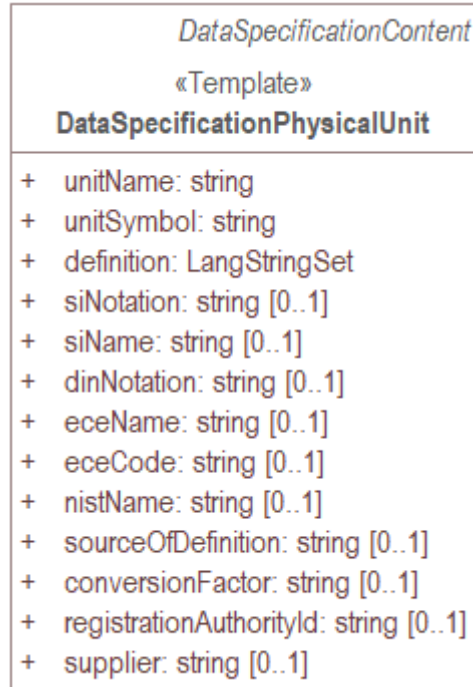 DataSpecificationContent
«Template»
DataSpecificationPhysicalUnit
+ unitName: string
+ unitSymbol: string
+ definition: LangStringSet
+ siNotation: string [0..1]
+ siName: string [0..1]
+ dinNotation: string [0..1]
+ eceName: string [0..1]
+ eceCode: string [0..1]
+ nistName: string [0..1]
+ sourceOfDefinition: string [0..1]
+ conversionFactor: string [0..1]
+ registrationAuthorityId: string [0..1]
+ supplier: string [0..1]